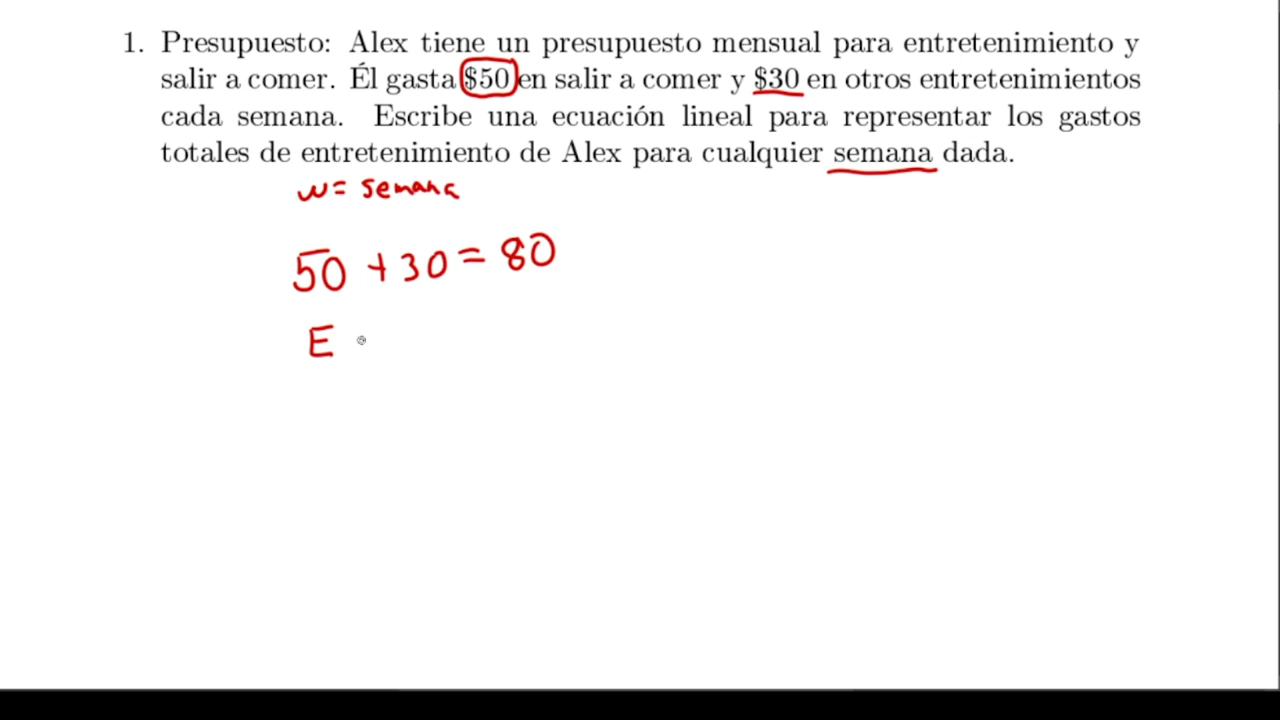 1. Presupuesto: Alex tiene un presupuesto mensual para entretenimiento y
salir a comer. Él gasta $50 en salir a comer y $30 en otros entretenimientos
cada semana. Escribe una ecuación lineal para representar los gastos
totales de entretenimiento de Alex para cualquier semana dada.
w = semana
50 + 30 = 80
E